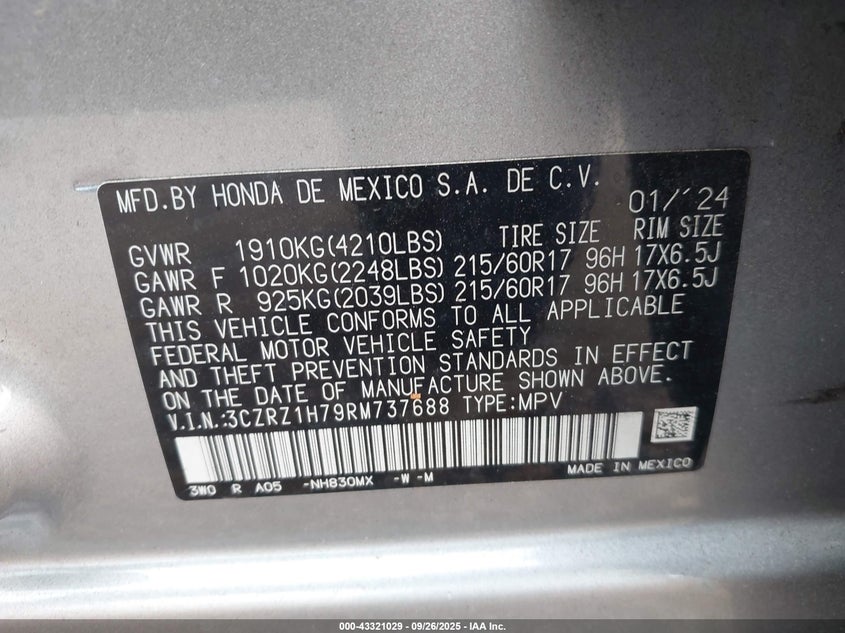 MFD.BY HONDA DE MEXICO S.A. DE C.V. 01/'24
GVWR 1910KG(4210LBS) TIRE SIZE RIM SIZE
GAWR F 1020KG(2248LBS) 215/60R17 96H 17X6.5J
GAWR R 925KG(2039LBS) 215/60R17 96H 17X6.5J
THIS VEHICLE CONFORMS TO ALL APPLICABLE
FEDERAL MOTOR VEHICLE SAFETY
AND THEFT PREVENTION STANDARDS IN EFFECT
ON THE DATE OF MANUFACTURE SHOWN ABOVE.
V.I.N.:3CZRZ1H79RM737688 TYPE:MPV
MADE IN MEXICO
3W0 R A05 -NH830MX -W -M
000-43321029 - 09/26/2025 - IAA Inc.